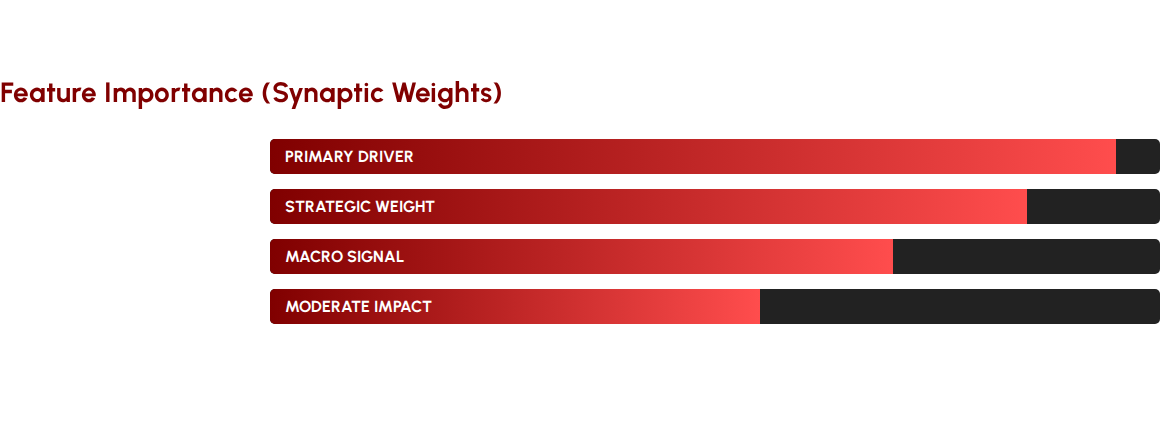 Feature Importance (Synaptic Weights)
PRIMARY DRIVER
STRATEGIC WEIGHT
MACRO SIGNAL
MODERATE IMPACT